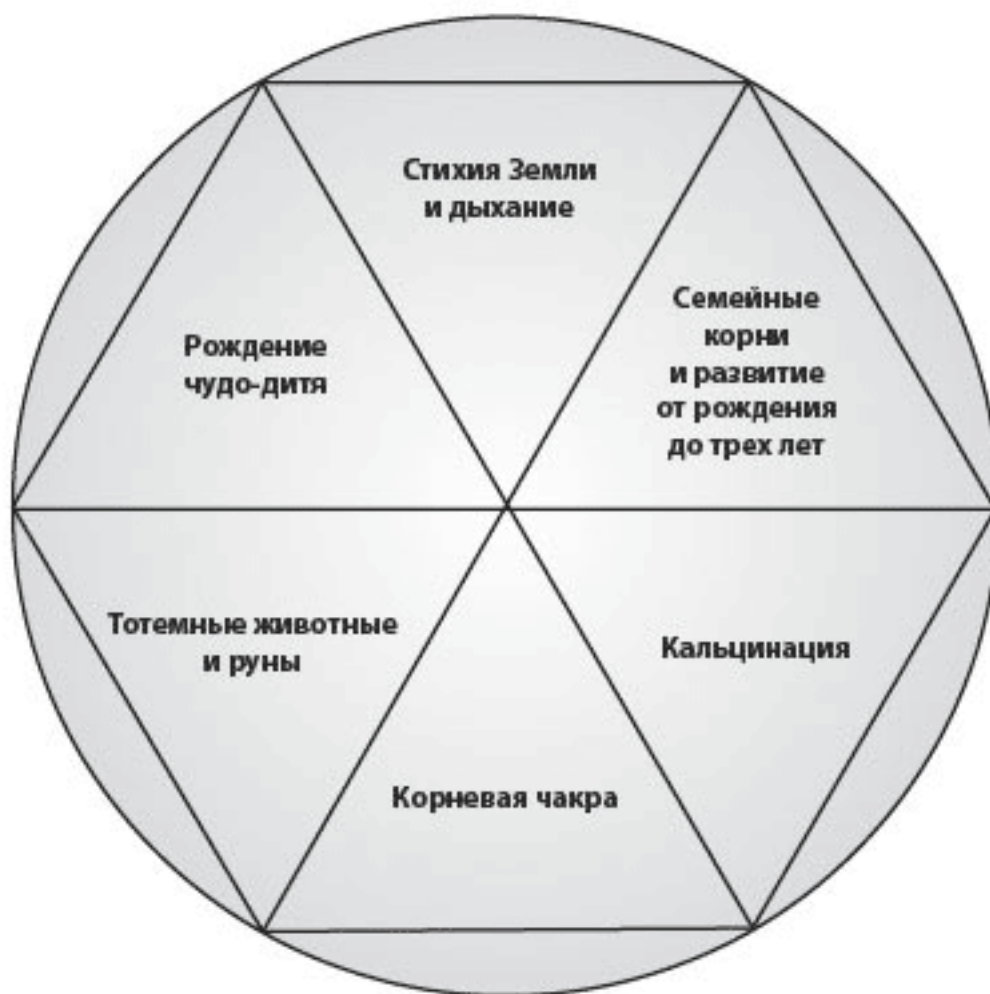 Стихия Земли
и дыхание
Семейные
корни
и развитие
от рождения
до трех лет
Кальцинация
Корневая чакра
Тотемные животные
и руны
Рождение
чудо-дитя